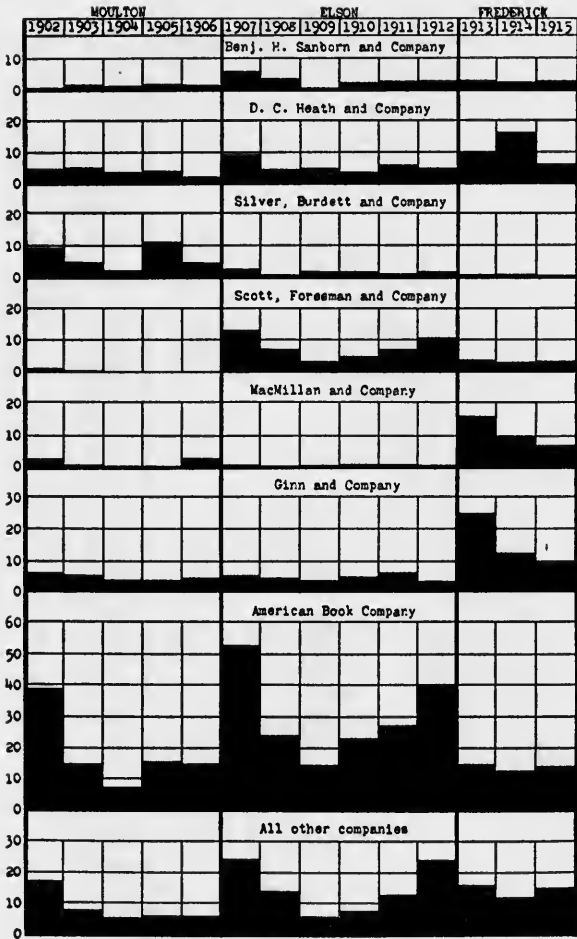 MOULTON ELSON FREDERICK
1902 1903 1904 1905 1906 1907 1908 1909 1910 1911 1912 1913 1914 1915
Benj. H. Sanborn and Company
10
0
D. C. Heath and Company
20
10
0
Silver, Burdett and Company
20
10
0
Scott, Foresman and Company
20
10
0
MacMillan and Company
20
10
0
Ginn and Company
30
20
10
0
American Book Company
60
50
40
30
20
10
0
All other companies
30
20
10
0